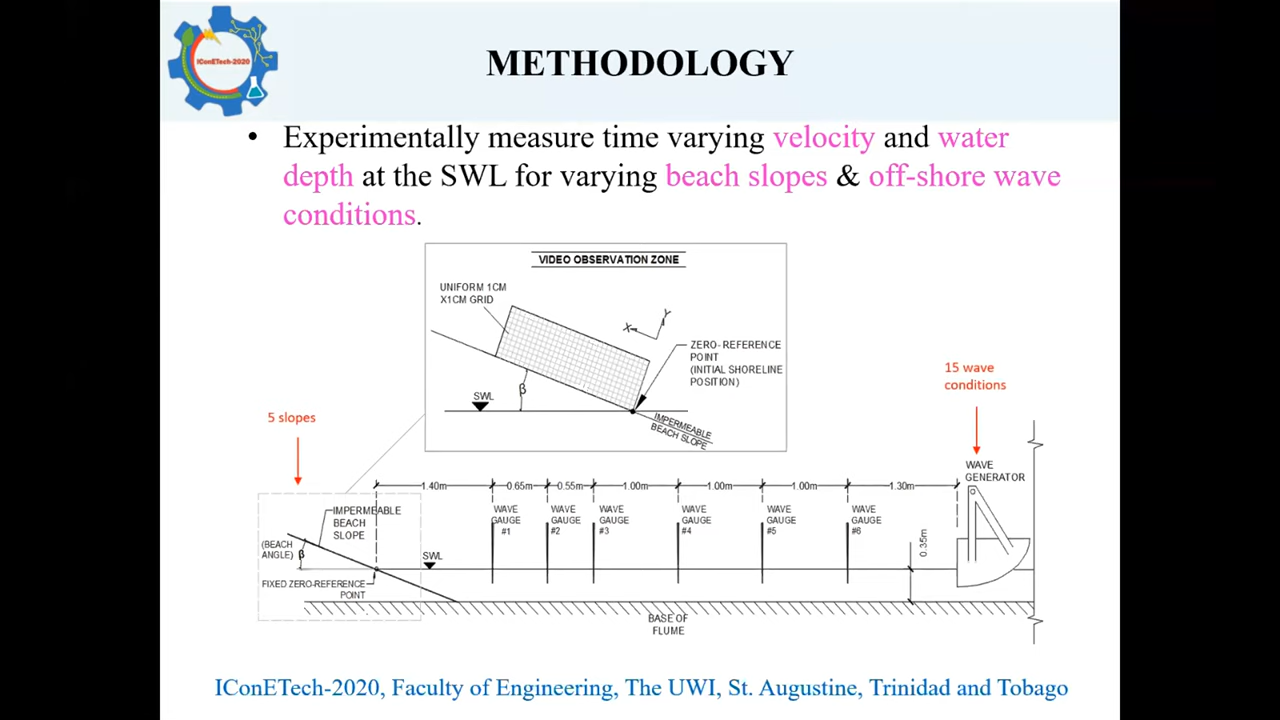 IConETech-2020
METHODOLOGY
• Experimentally measure time varying velocity and water
depth at the SWL for varying beach slopes & off-shore wave
conditions.
VIDEO OBSERVATION ZONE
UNIFORM 1CM
X1CM GRID
X
Y
ZERO- REFERENCE
POINT
(INITIAL SHORELINE
POSITION)
SWL
β
IMPERMEABLE
BEACH SLOPE
5 slopes
15 wave
conditions
WAVE
GENERATOR
1.40m
0.65m
0.55m
1.00m
1.00m
1.00m
1.30m
IMPERMEABLE
BEACH
SLOPE
WAVE
GAUGE
#1
WAVE
GAUGE
#2
WAVE
GAUGE
#3
WAVE
GAUGE
#4
WAVE
GAUGE
#5
WAVE
GAUGE
#6
0.35m
(BEACH
ANGLE)
β
SWL
FIXED ZERO-REFERENCE
POINT
BASE OF
FLUME
IConETech-2020, Faculty of Engineering, The UWI, St. Augustine, Trinidad and Tobago